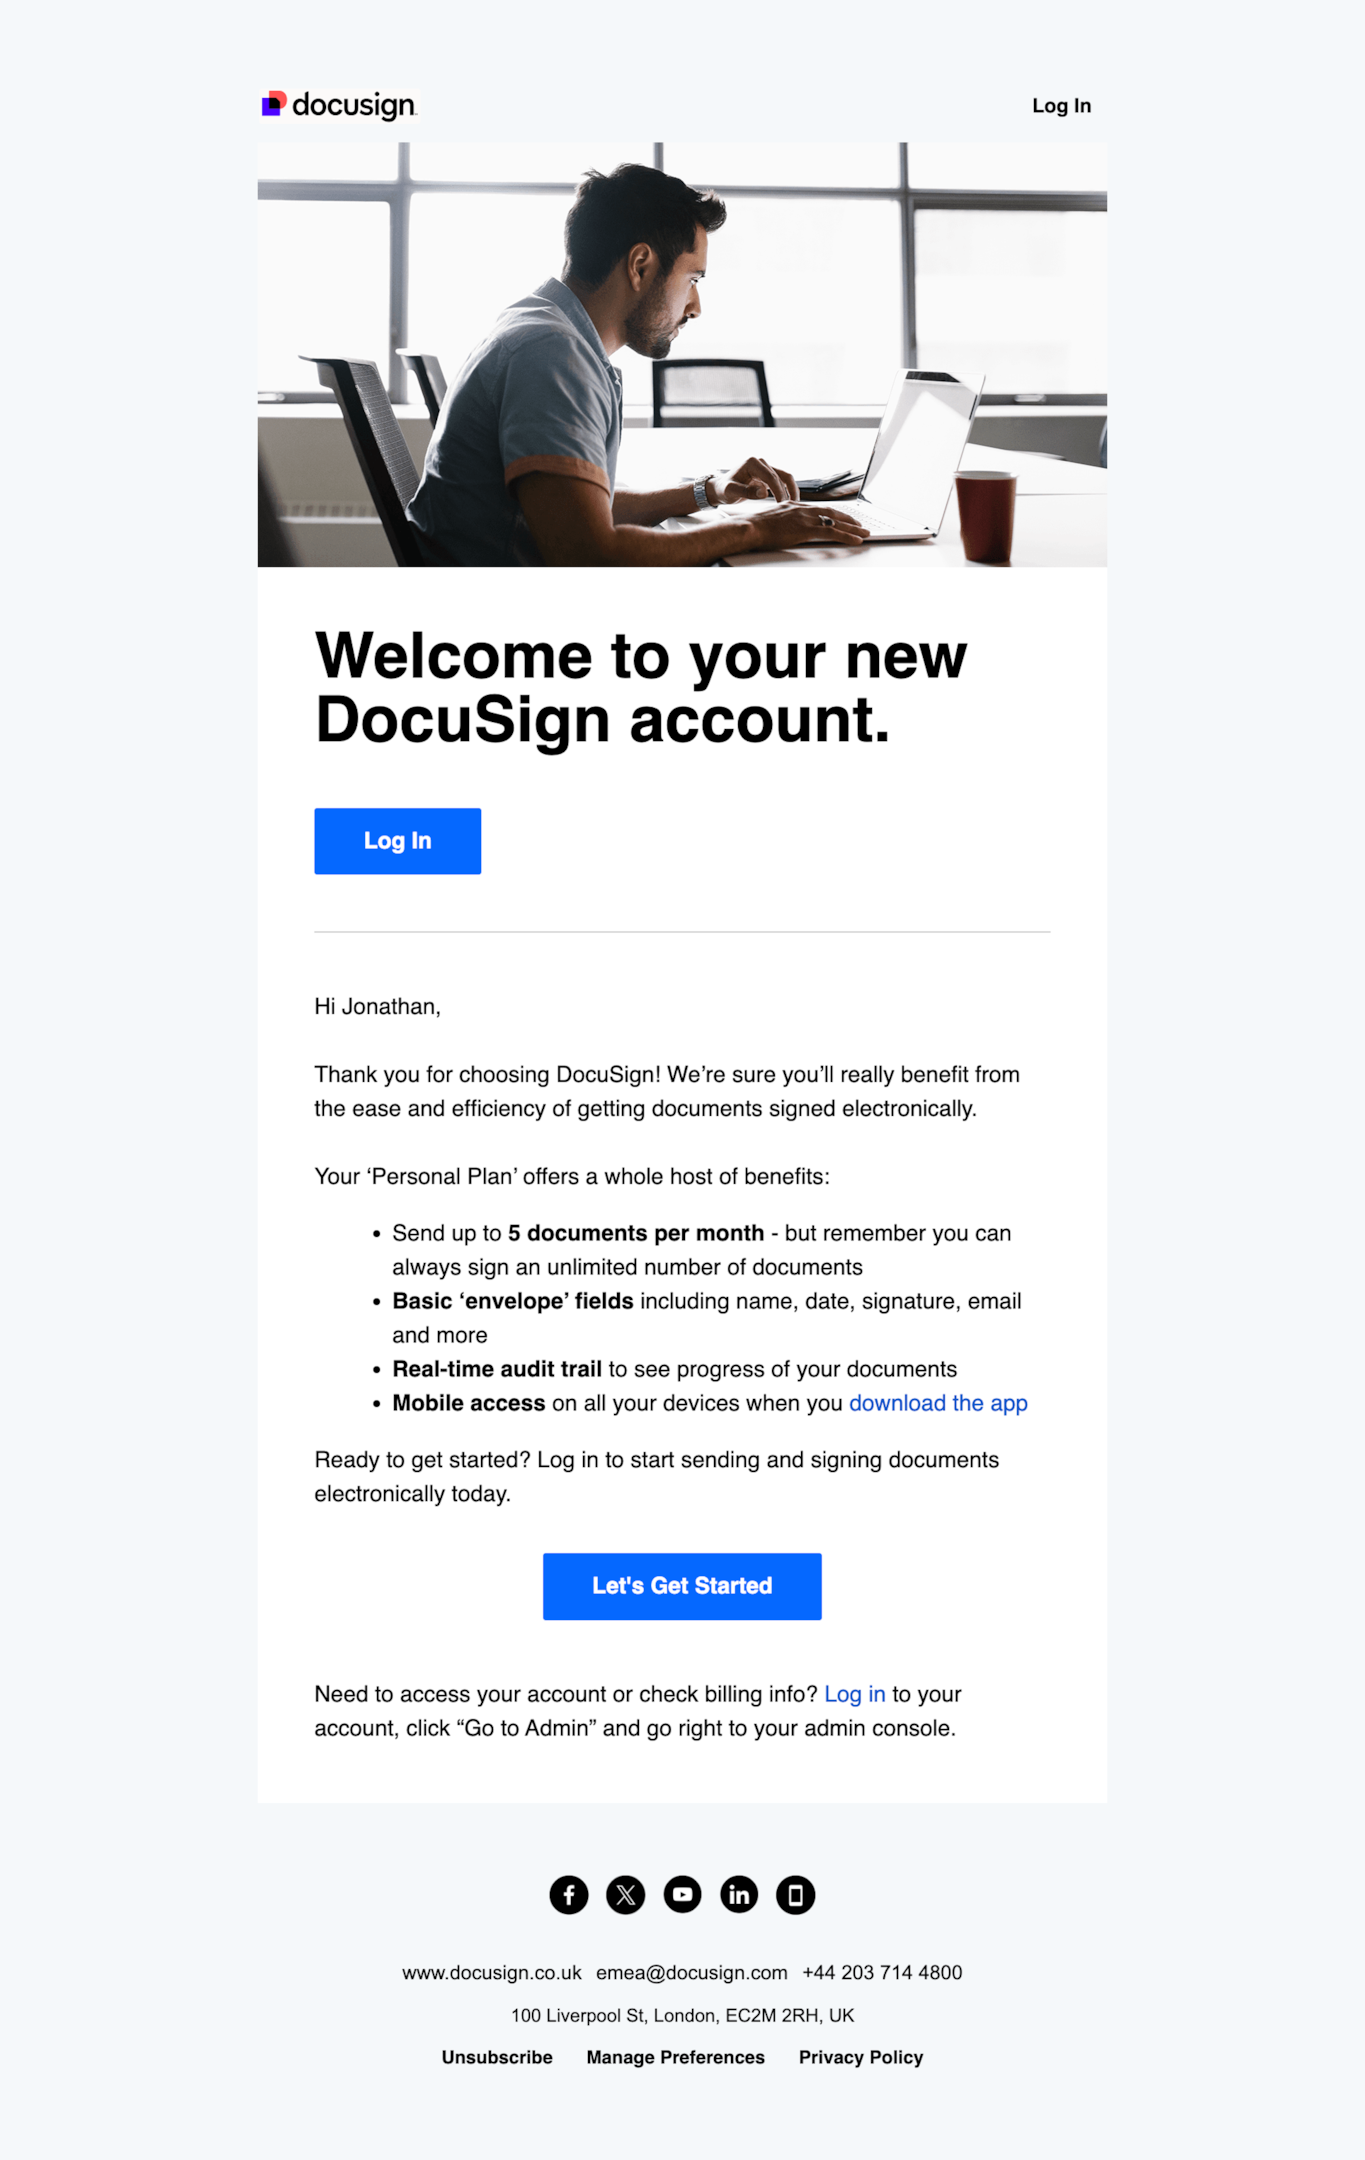 docusign
Log In
Welcome to your new
DocuSign account.
Log In
Hi Jonathan,
Thank you for choosing DocuSign! We’re sure you’ll really benefit from
the ease and efficiency of getting documents signed electronically.
Your ‘Personal Plan’ offers a whole host of benefits:
• Send up to 5 documents per month - but remember you can
always sign an unlimited number of documents
• Basic ‘envelope’ fields including name, date, signature, email
and more
• Real-time audit trail to see progress of your documents
• Mobile access on all your devices when you download the app
Ready to get started? Log in to start sending and signing documents
electronically today.
Let's Get Started
Need to access your account or check billing info? Log in to your
account, click “Go to Admin” and go right to your admin console.
www.docusign.co.uk emea@docusign.com +44 203 714 4800
100 Liverpool St, London, EC2M 2RH, UK
Unsubscribe Manage Preferences Privacy Policy